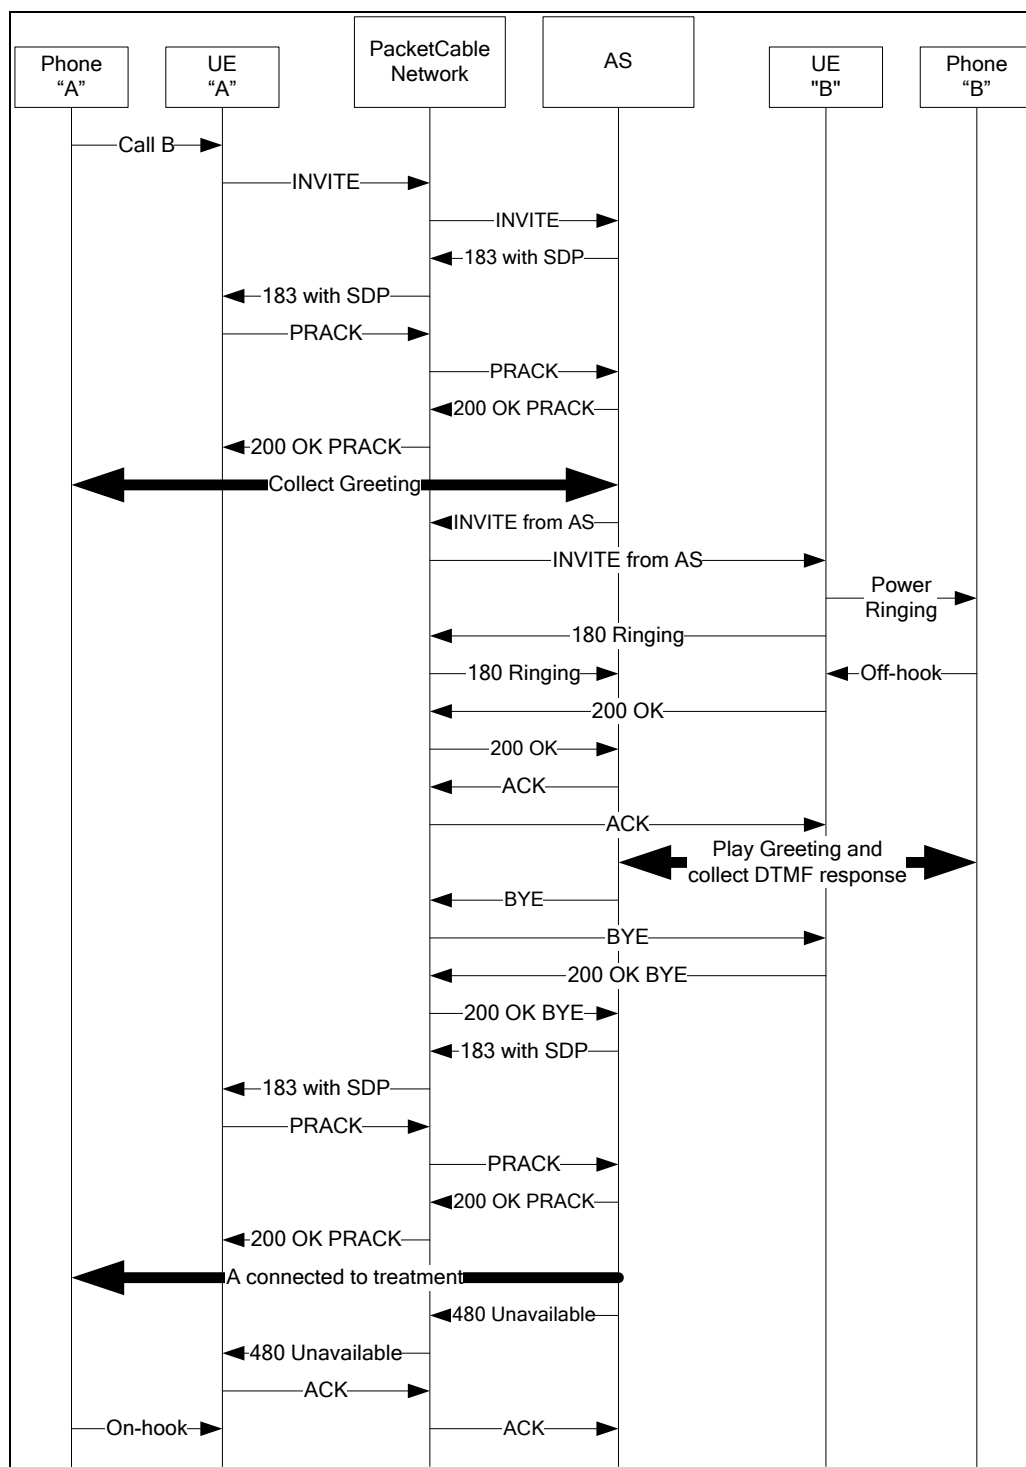 Phone
“A”
UE
“A”
PacketCable
Network
AS
UE
"B"
Phone
“B”
Call B
INVITE
INVITE
183 with SDP
183 with SDP
PRACK
PRACK
200 OK PRACK
200 OK PRACK
Collect Greeting
INVITE from AS
INVITE from AS
Power
Ringing
180 Ringing
180 Ringing
Off-hook
200 OK
200 OK
ACK
ACK
Play Greeting and
collect DTMF response
BYE
BYE
200 OK BYE
200 OK BYE
183 with SDP
183 with SDP
PRACK
PRACK
200 OK PRACK
200 OK PRACK
A connected to treatment
480 Unavailable
480 Unavailable
ACK
On-hook
ACK